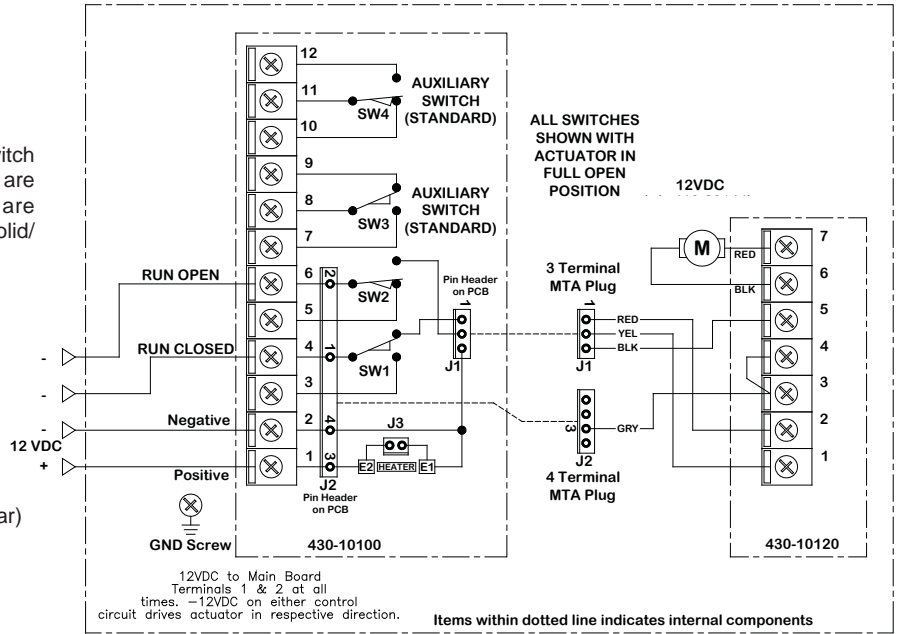 witch
are
are
olid/
ar)
12
11
10
9
8
7
6
5
4
3
2
1
AUXILIARY
SWITCH
(STANDARD)
SW4
AUXILIARY
SWITCH
(STANDARD)
SW3
ALL SWITCHES
SHOWN WITH
ACTUATOR IN
FULL OPEN
POSITION
12VDC
M
RED
BLK
7
6
5
4
3
2
1
RUN OPEN
2
SW2
Pin Header
on PCB
1
J1
3 Terminal
MTA Plug
1
RED
YEL
BLK
J1
RUN CLOSED
1
SW1
-
-
Negative
-
12 VDC
+
Positive
4
3
J3
E2 HEATER E1
J2
Pin Header
on PCB
3
GRY
J2
4 Terminal
MTA Plug
GND Screw
430-10100
430-10120
12VDC to Main Board
Terminals 1 & 2 at all
times. -12VDC on either control
circuit drives actuator in respective direction.
Items within dotted line indicates internal components